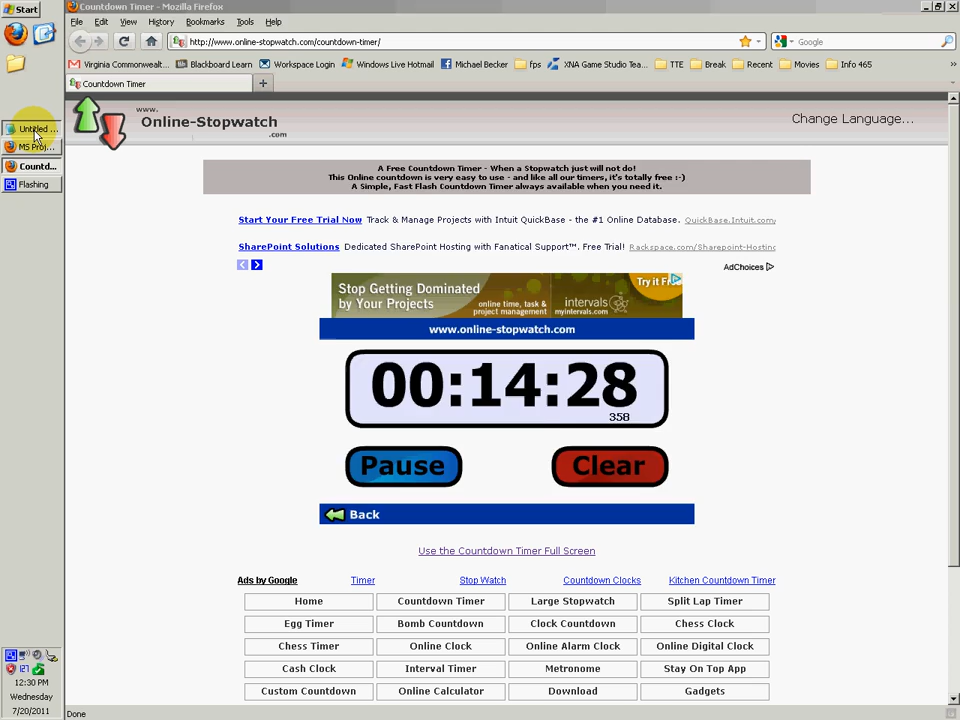 Start
Countdown Timer - Mozilla Firefox
File Edit View History Bookmarks Tools Help
http://www.online-stopwatch.com/countdown-timer/
Google
Virginia Commonwealt... Blackboard Learn Workspace Login Windows Live Hotmail Michael Becker fps XNA Game Studio Tea... TTE Break Recent Movies Info 465
Countdown Timer
www.
Online-Stopwatch
.com
Change Language...
Untitled ...
MS Proj...
Countd...
Flashing
A Free Countdown Timer - When a Stopwatch just will not do!
This Online countdown is very easy to use - and like all our timers, it's totally free :-)
A Simple, Fast Flash Countdown Timer always available when you need it.
Start Your Free Trial Now Track & Manage Projects with Intuit QuickBase - the #1 Online Database. QuickBase.Intuit.com
SharePoint Solutions Dedicated SharePoint Hosting with Fanatical Support™. Free Trial! Rackspace.com/Sharepoint-Hosting
AdChoices
Stop Getting Dominated
by Your Projects
online time, task &
project management
intervals
myintervals.com
Try it Free
www.online-stopwatch.com
00:14:28
358
Pause Clear
Back
Use the Countdown Timer Full Screen
Ads by Google Timer Stop Watch Countdown Clocks Kitchen Countdown Timer
Home Countdown Timer Large Stopwatch Split Lap Timer
Egg Timer Bomb Countdown Clock Countdown Chess Clock
Chess Timer Online Clock Online Alarm Clock Online Digital Clock
Cash Clock Interval Timer Metronome Stay On Top App
Custom Countdown Online Calculator Download Gadgets
12:30 PM
Wednesday
7/20/2011
Done